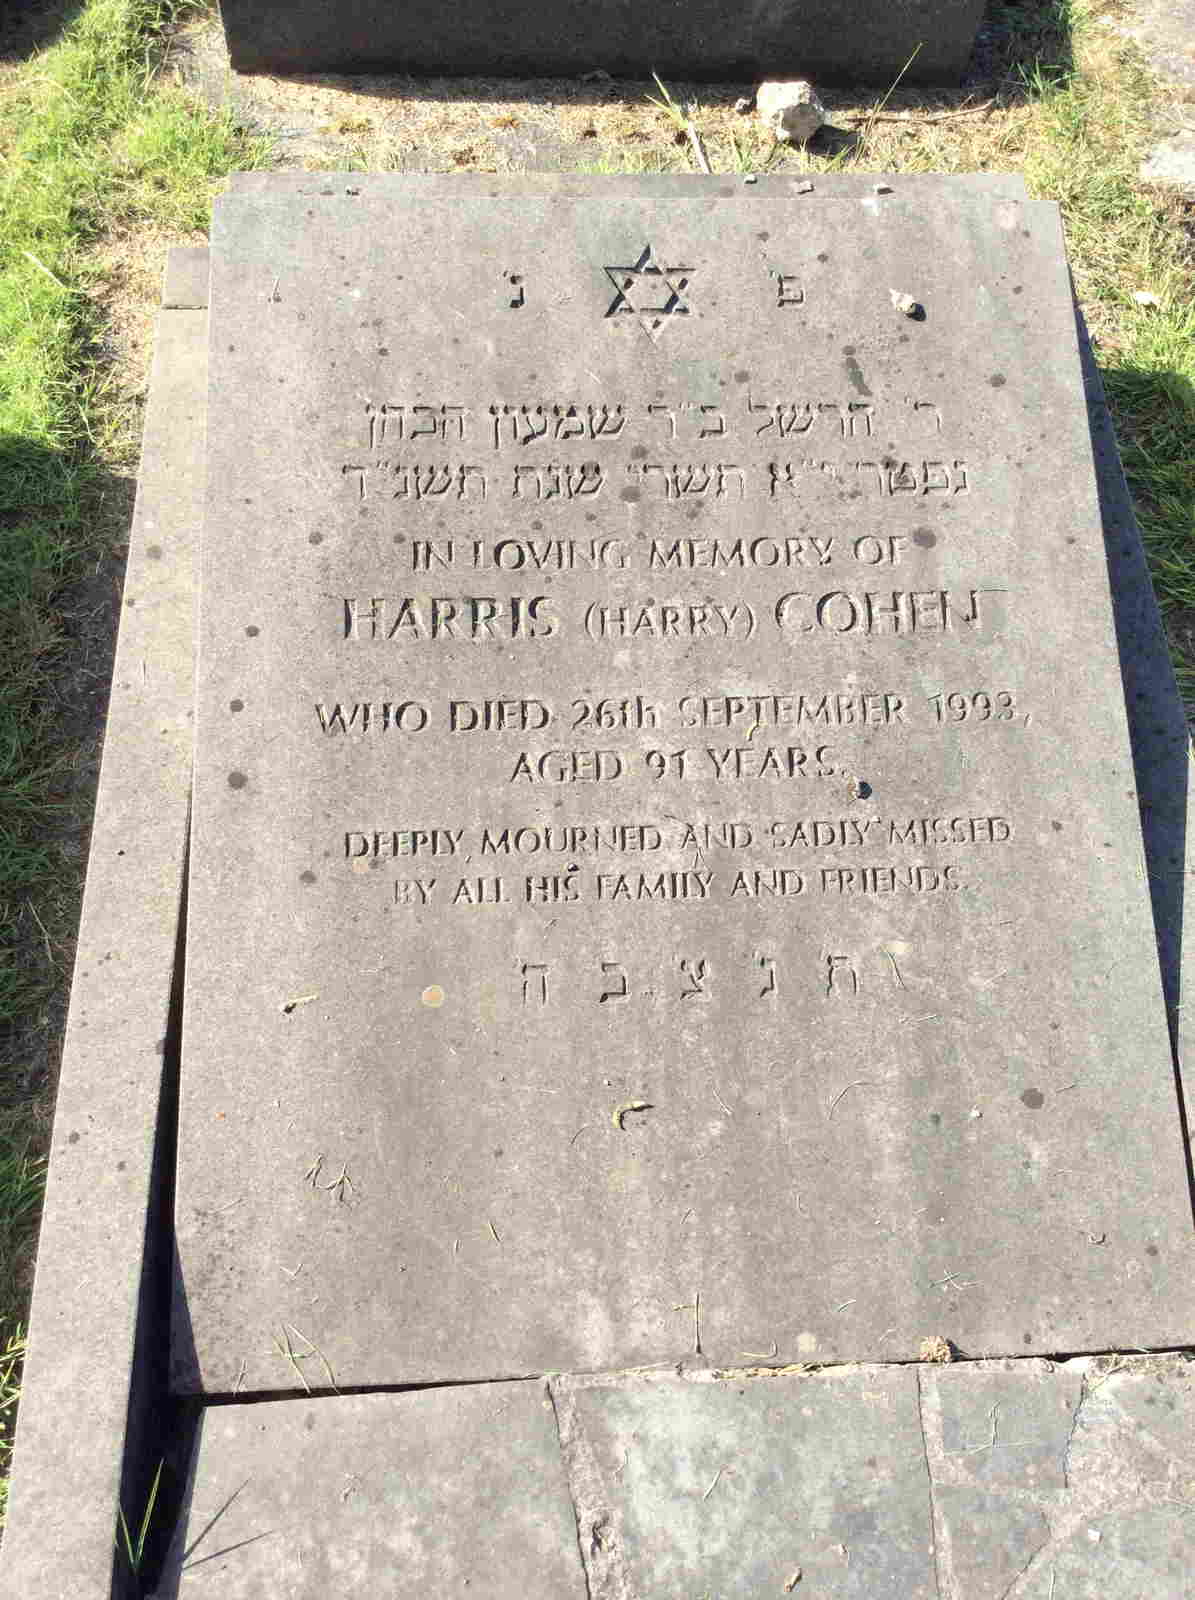 פ' נ'
ר' הרשל ב"ר שמעון הכהן
נפטר י"א תשרי שנת תשנ"ד
IN LOVING MEMORY OF
HARRIS (HARRY) COHEN
WHO DIED 26th SEPTEMBER 1993,
AGED 91 YEARS.
DEEPLY MOURNED AND SADLY MISSED
BY ALL HIS FAMILY AND FRIENDS.
ת' נ' צ' ב' ה'